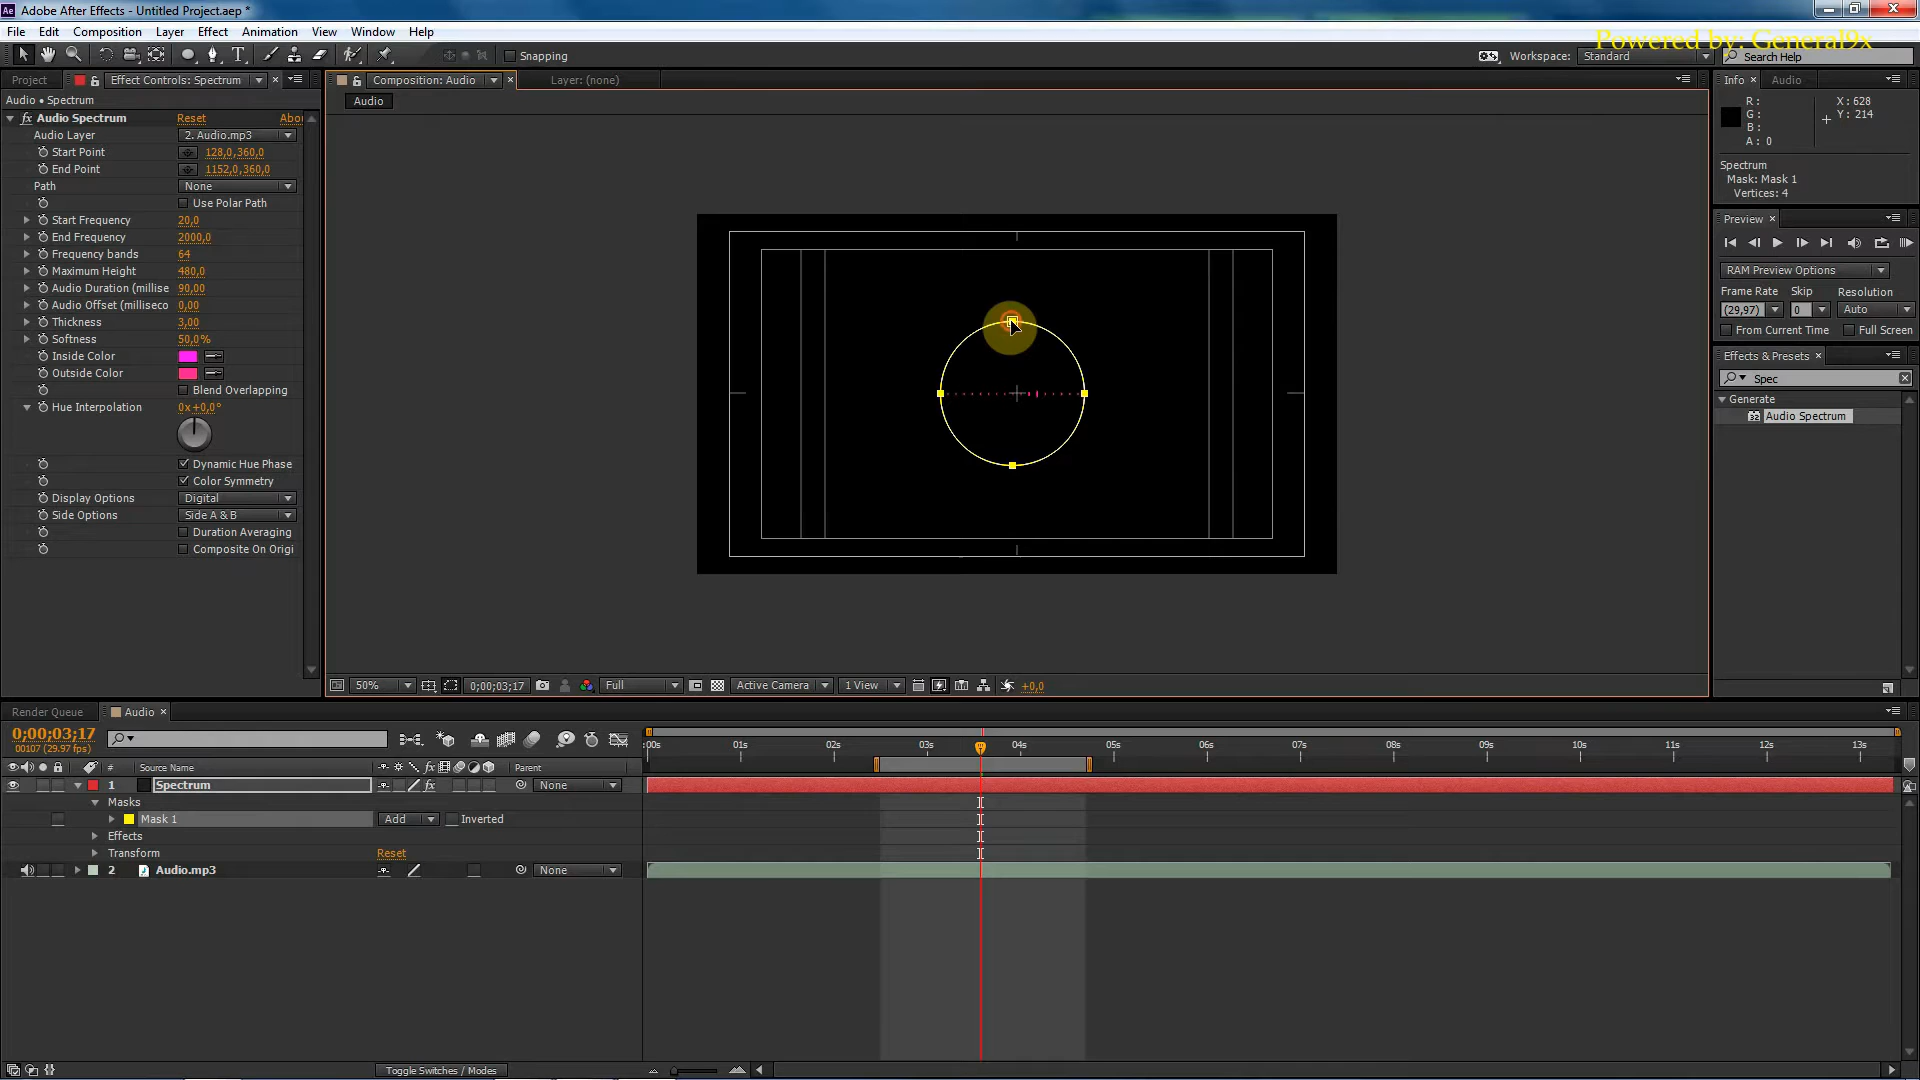 Ae Adobe After Effects - Untitled Project.aep *
File Edit Composition Layer Effect Animation View Window Help
Powered by: General9x
Snapping
Workspace: Standard
Search Help
Project
Effect Controls: Spectrum
Composition: Audio
Layer: (none)
Info
Audio
Audio • Spectrum
Audio
fx Audio Spectrum Reset Abou
Audio Layer 2. Audio.mp3
Start Point 128,0,360,0
End Point 1152,0,360,0
Path None
Use Polar Path
Start Frequency 20,0
End Frequency 2000,0
Frequency bands 64
Maximum Height 480,0
Audio Duration (millise 90,00
Audio Offset (milliseco 0,00
Thickness 3,00
Softness 50,0%
Inside Color
Outside Color
Blend Overlapping
Hue Interpolation 0x+0,0°
Dynamic Hue Phase
Color Symmetry
Display Options Digital
Side Options Side A & B
Duration Averaging
Composite On Origi
R: X: 628
G: Y: 214
B:
A: 0
Spectrum
Mask: Mask 1
Vertices: 4
Preview
RAM Preview Options
Frame Rate Skip Resolution
(29,97) 0 Auto
From Current Time Full Screen
Effects & Presets
Spec
Generate
32 Audio Spectrum
50% 0;00;03;17 Full Active Camera 1 View +0,0
Render Queue Audio
0;00;03;17
00107 (29.97 fps)
:00s 01s 02s 03s 04s 05s 06s 07s 08s 09s 10s 11s 12s 13s
# Source Name fx Parent
1 Spectrum fx None
Masks
Mask 1 Add Inverted
Effects
Transform Reset
2 Audio.mp3 None
Toggle Switches / Modes